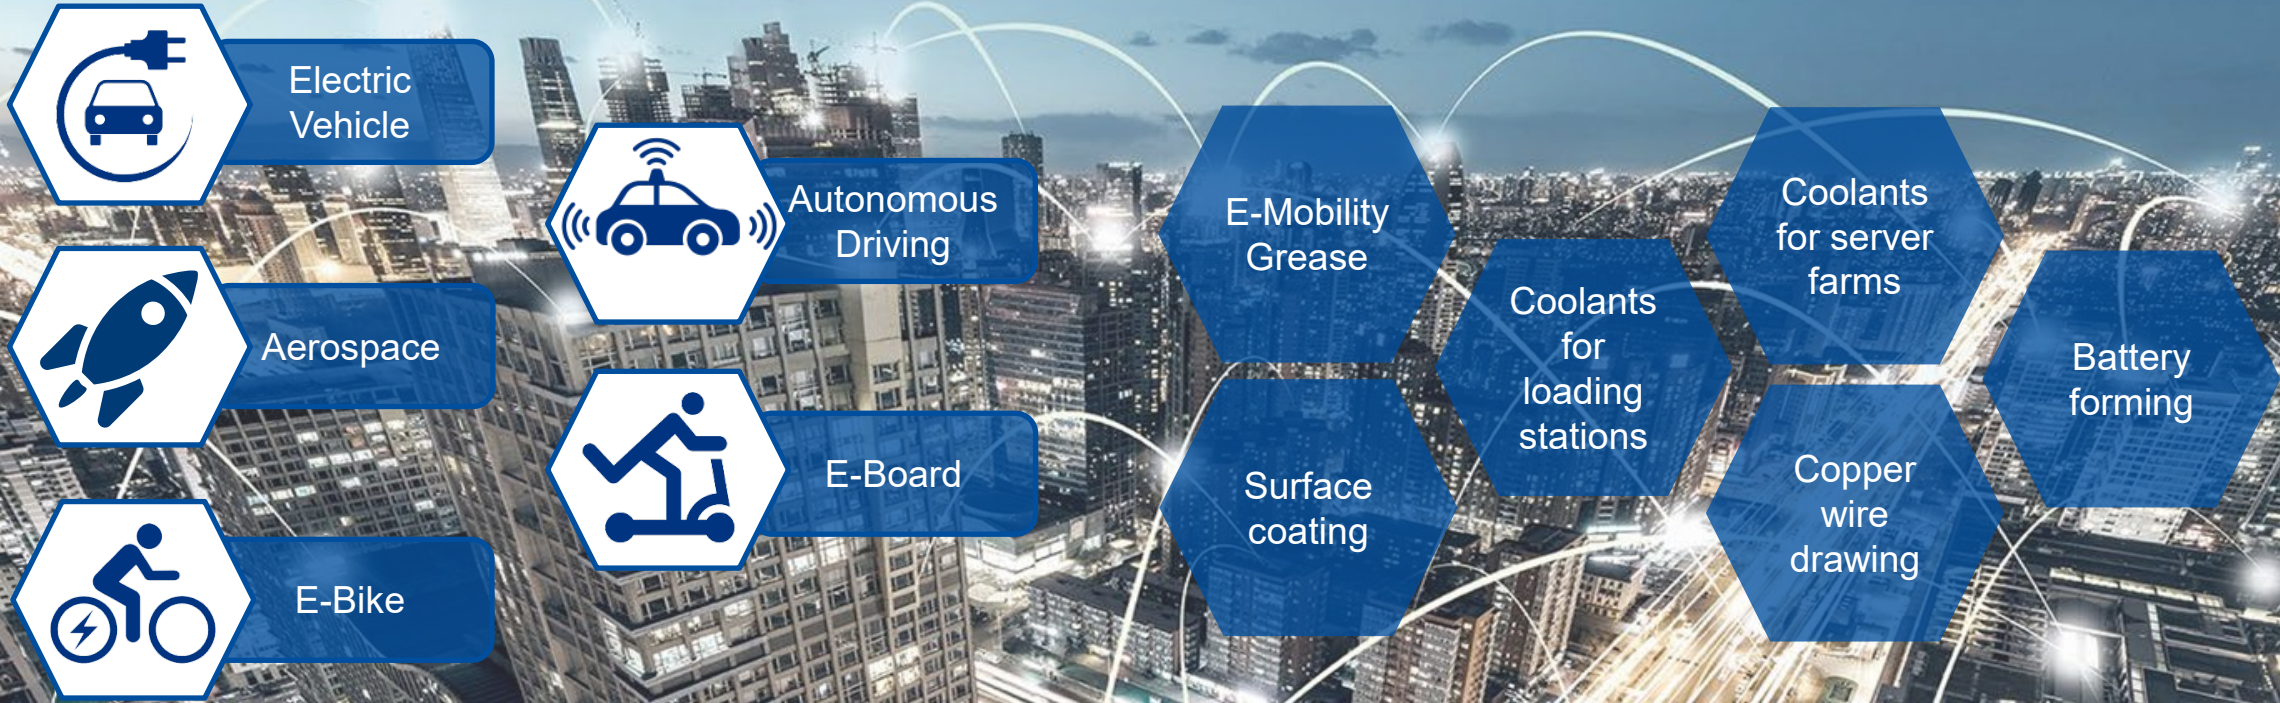 Electric
Vehicle
Autonomous
Driving
Aerospace
E-Board
E-Bike
E-Mobility
Grease
Coolants
for
loading
stations
Coolants
for server
farms
Battery
forming
Surface
coating
Copper
wire
drawing